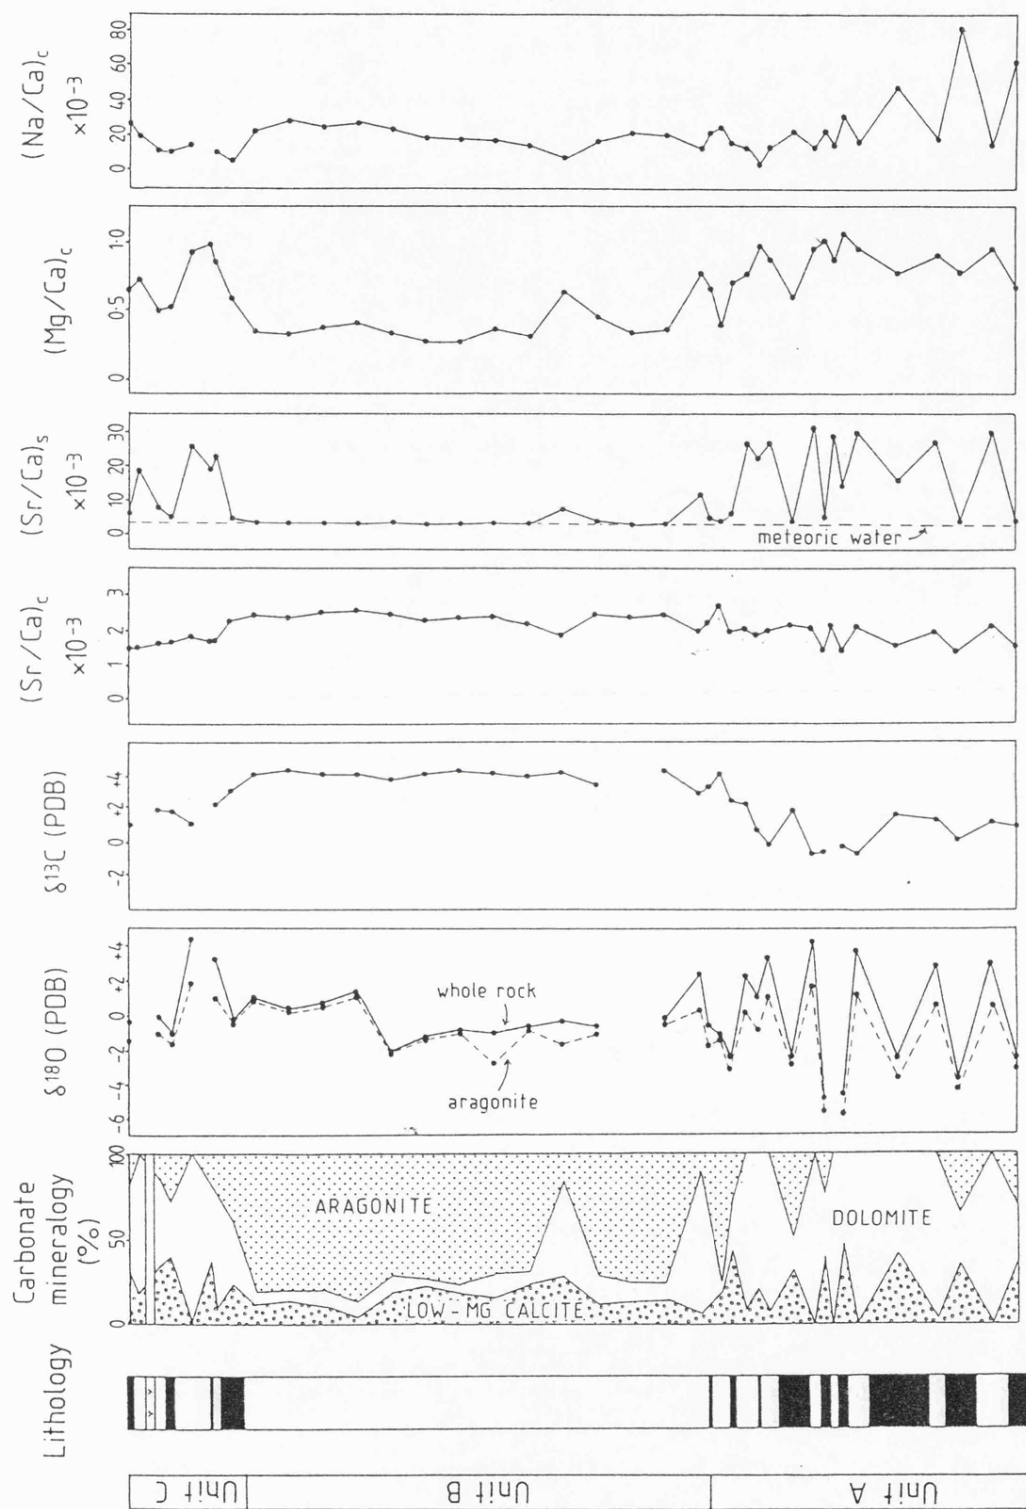 (Na/Ca)c
×10-3
0 20 40 60 80
(Mg/Ca)c
0 0·5 1·0
(Sr/Ca)s
×10-3
0 10 20 30
meteoric water
(Sr/Ca)c
×10-3
0 1 2 3
δ13C (PDB)
-2 0 +2 +4
δ18O (PDB)
-6 -4 -2 0 +2 +4
whole rock
aragonite
Carbonate
mineralogy
(%)
0 50 100
ARAGONITE
DOLOMITE
LOW-MG CALCITE
Lithology
Unit C
Unit B
Unit A